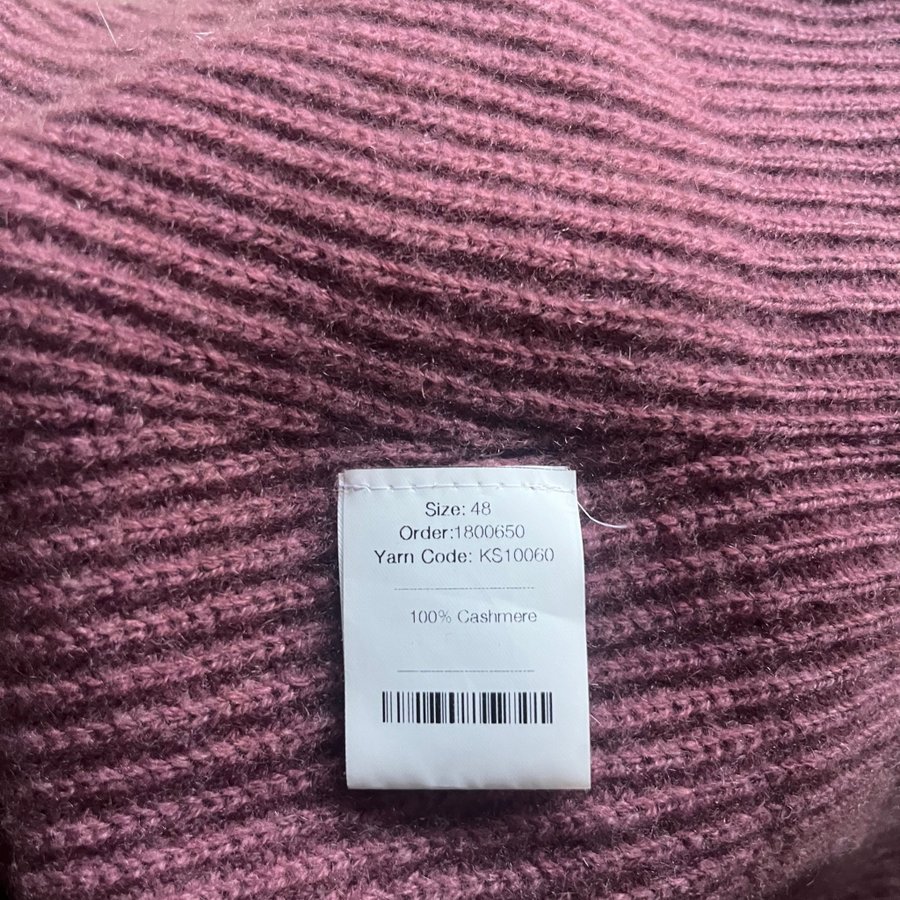 Size: 48
Order:1800650
Yarn Code: KS10060
100% Cashmere